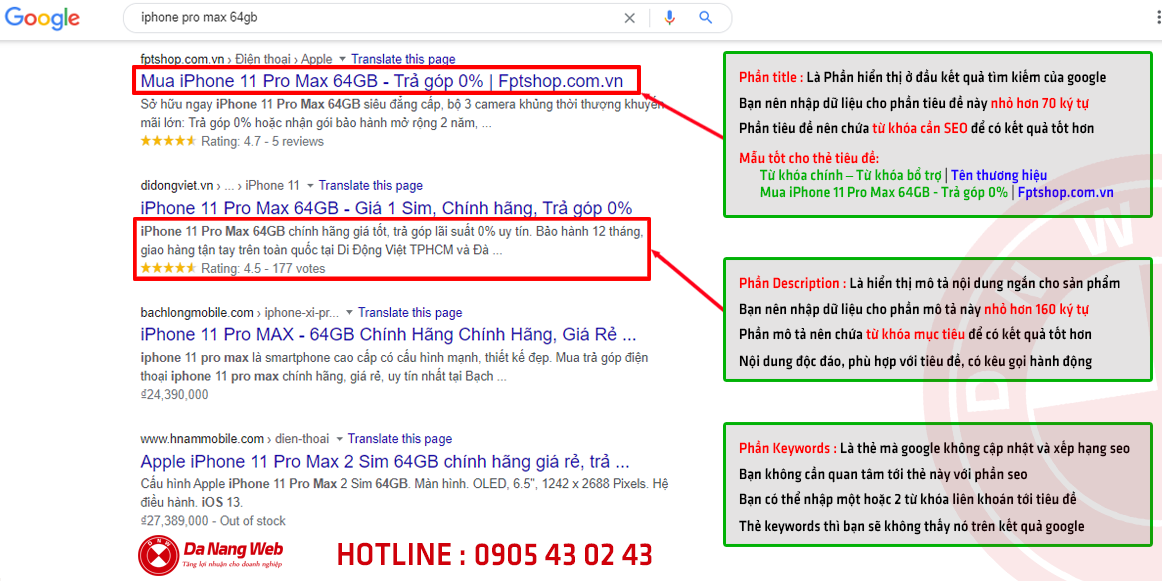 Google
iphone pro max 64gb
fptshop.com.vn › Điện thoại › Apple ▼ Translate this page
Mua iPhone 11 Pro Max 64GB - Trả góp 0% | Fptshop.com.vn
Sở hữu ngay iPhone 11 Pro Max 64GB siêu đẳng cấp, bộ 3 camera khủng thời thượng khuyến
mãi lớn: Trả góp 0% hoặc nhận gói bảo hành mở rộng 2 năm, ...
Rating: 4.7 - 5 reviews
didongviet.vn › ... › iPhone 11 ▼ Translate this page
iPhone 11 Pro Max 64GB - Giá 1 Sim, Chính hãng, Trả góp 0%
iPhone 11 Pro Max 64GB chính hãng giá tốt, trả góp lãi suất 0% uy tín. Bảo hành 12 tháng,
giao hàng tận tay trên toàn quốc tại Di Động Việt TPHCM và Đà ...
Rating: 4.5 - 177 votes
bachlongmobile.com › iphone-xi-pr... ▼ Translate this page
iPhone 11 Pro MAX - 64GB Chính Hãng Chính Hãng, Giá Rẻ ...
iphone 11 pro max là smartphone cao cấp có cấu hình mạnh, thiết kế đẹp. Mua trả góp điện
thoại iphone 11 pro max chính hãng, giá rẻ, uy tín nhất tại Bạch ...
₫24,390,000
www.hnammobile.com › dien-thoai ▼ Translate this page
Apple iPhone 11 Pro Max 2 Sim 64GB chính hãng giá rẻ, trả ...
Cấu hình Apple iPhone 11 Pro Max 2 Sim 64GB. Màn hình. OLED, 6.5", 1242 x 2688 Pixels. Hệ
điều hành. iOS 13.
₫27,389,000 - Out of stock
DNG
Da Nang Web
Tăng lợi nhuận cho doanh nghiệp
HOTLINE : 0905 43 02 43
Phần title : Là Phần hiển thị ở đầu kết quả tìm kiếm của google
Bạn nên nhập dữ liệu cho phần tiêu đề này nhỏ hơn 70 ký tự
Phần tiêu đề nên chứa từ khóa cần SEO để có kết quả tốt hơn
Mẫu tốt cho thẻ tiêu đề:
Từ khóa chính – Từ khóa bổ trợ | Tên thương hiệu
Mua iPhone 11 Pro Max 64GB - Trả góp 0% | Fptshop.com.vn
Phần Description : Là hiển thị mô tả nội dung ngắn cho sản phẩm
Bạn nên nhập dữ liệu cho phần mô tả này nhỏ hơn 160 ký tự
Phần mô tả nên chứa từ khóa mục tiêu để có kết quả tốt hơn
Nội dung độc đáo, phù hợp với tiêu đề, có kêu gọi hành động
Phần Keywords : Là thẻ mà google không cập nhật và xếp hạng seo
Bạn không cần quan tâm tới thẻ này với phần seo
Bạn có thể nhập một hoặc 2 từ khóa liên khoán tới tiêu đề
Thẻ keywords thì bạn sẽ không thấy nó trên kết quả google